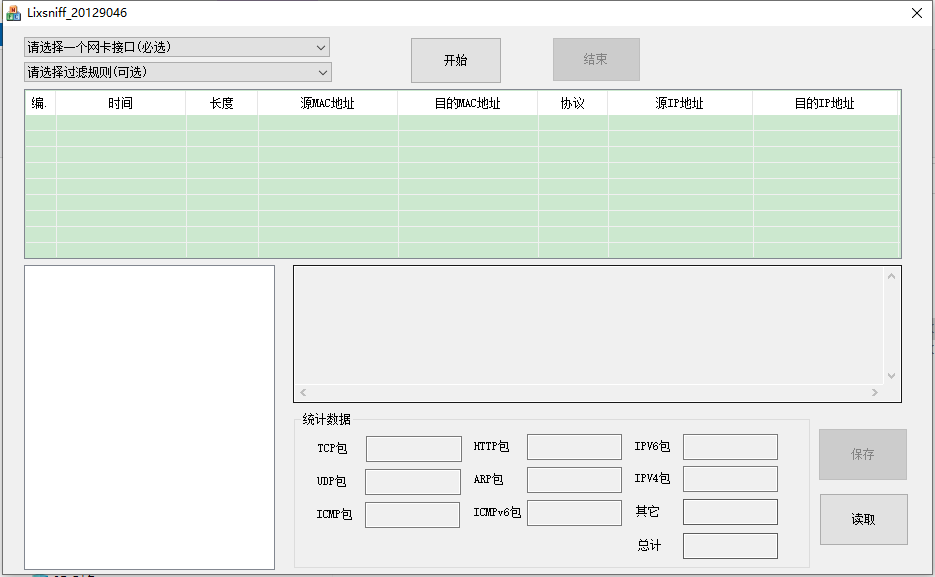 Lixsniff_20129046
请选择一个网卡接口(必选)
请选择过滤规则(可选)
开始
结束
编. 时间 长度 源MAC地址 目的MAC地址 协议 源IP地址 目的IP地址
统计数据
TCP包 HTTP包 IPV6包
UDP包 ARP包 IPV4包
ICMP包 ICMPv6包 其它
总计
保存
读取